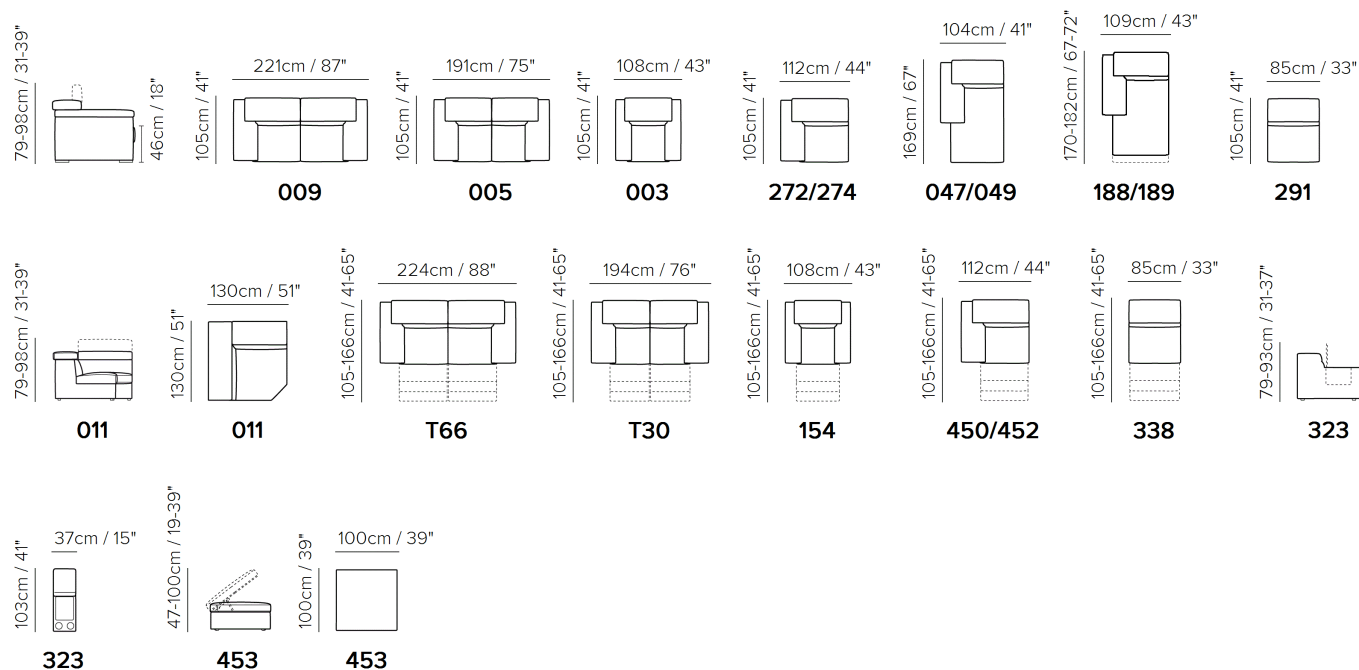 79-98cm / 31-39"
46cm / 18"
105cm / 41"
221cm / 87"
009
105cm / 41"
191cm / 75"
005
105cm / 41"
108cm / 43"
003
105cm / 41"
112cm / 44"
272/274
169cm / 67"
104cm / 41"
047/049
170-182cm / 67-72"
109cm / 43"
188/189
105cm / 41"
85cm / 33"
291
79-98cm / 31-39"
011
130cm / 51"
130cm / 51"
011
105-166cm / 41-65"
224cm / 88"
T66
105-166cm / 41-65"
194cm / 76"
T30
105-166cm / 41-65"
108cm / 43"
154
105-166cm / 41-65"
112cm / 44"
450/452
105-166cm / 41-65"
85cm / 33"
338
79-93cm / 31-37"
323
103cm / 41"
37cm / 15"
323
47-100cm / 19-39"
453
100cm / 39"
100cm / 39"
453